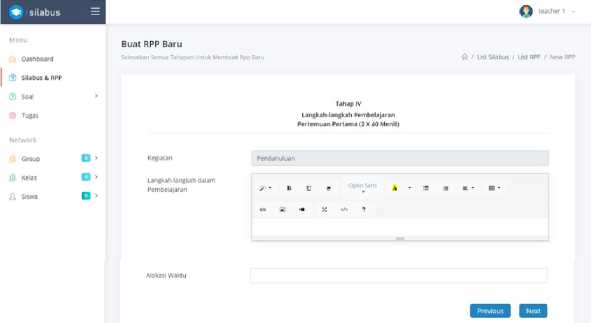 silabus
teacher 1
Menu
Dashboard
Silabus & RPP
Soal
Tugas
Network
Group
Kelas
Siswa
Buat RPP Baru
Selesaikan Semua Tahapan Untuk Membuat Rpp Baru
/ List Silabus / List RPP / New RPP
Tahap IV
Langkah-langkah Pembelajaran
Pertemuan Pertama (2 X 40 Menit)
Kegiatan
Pendahuluan
Langkah-langkah dalam
Pembelajaran
B U
Open Sans
A
</> ?
Alokasi Waktu
Previous
Next